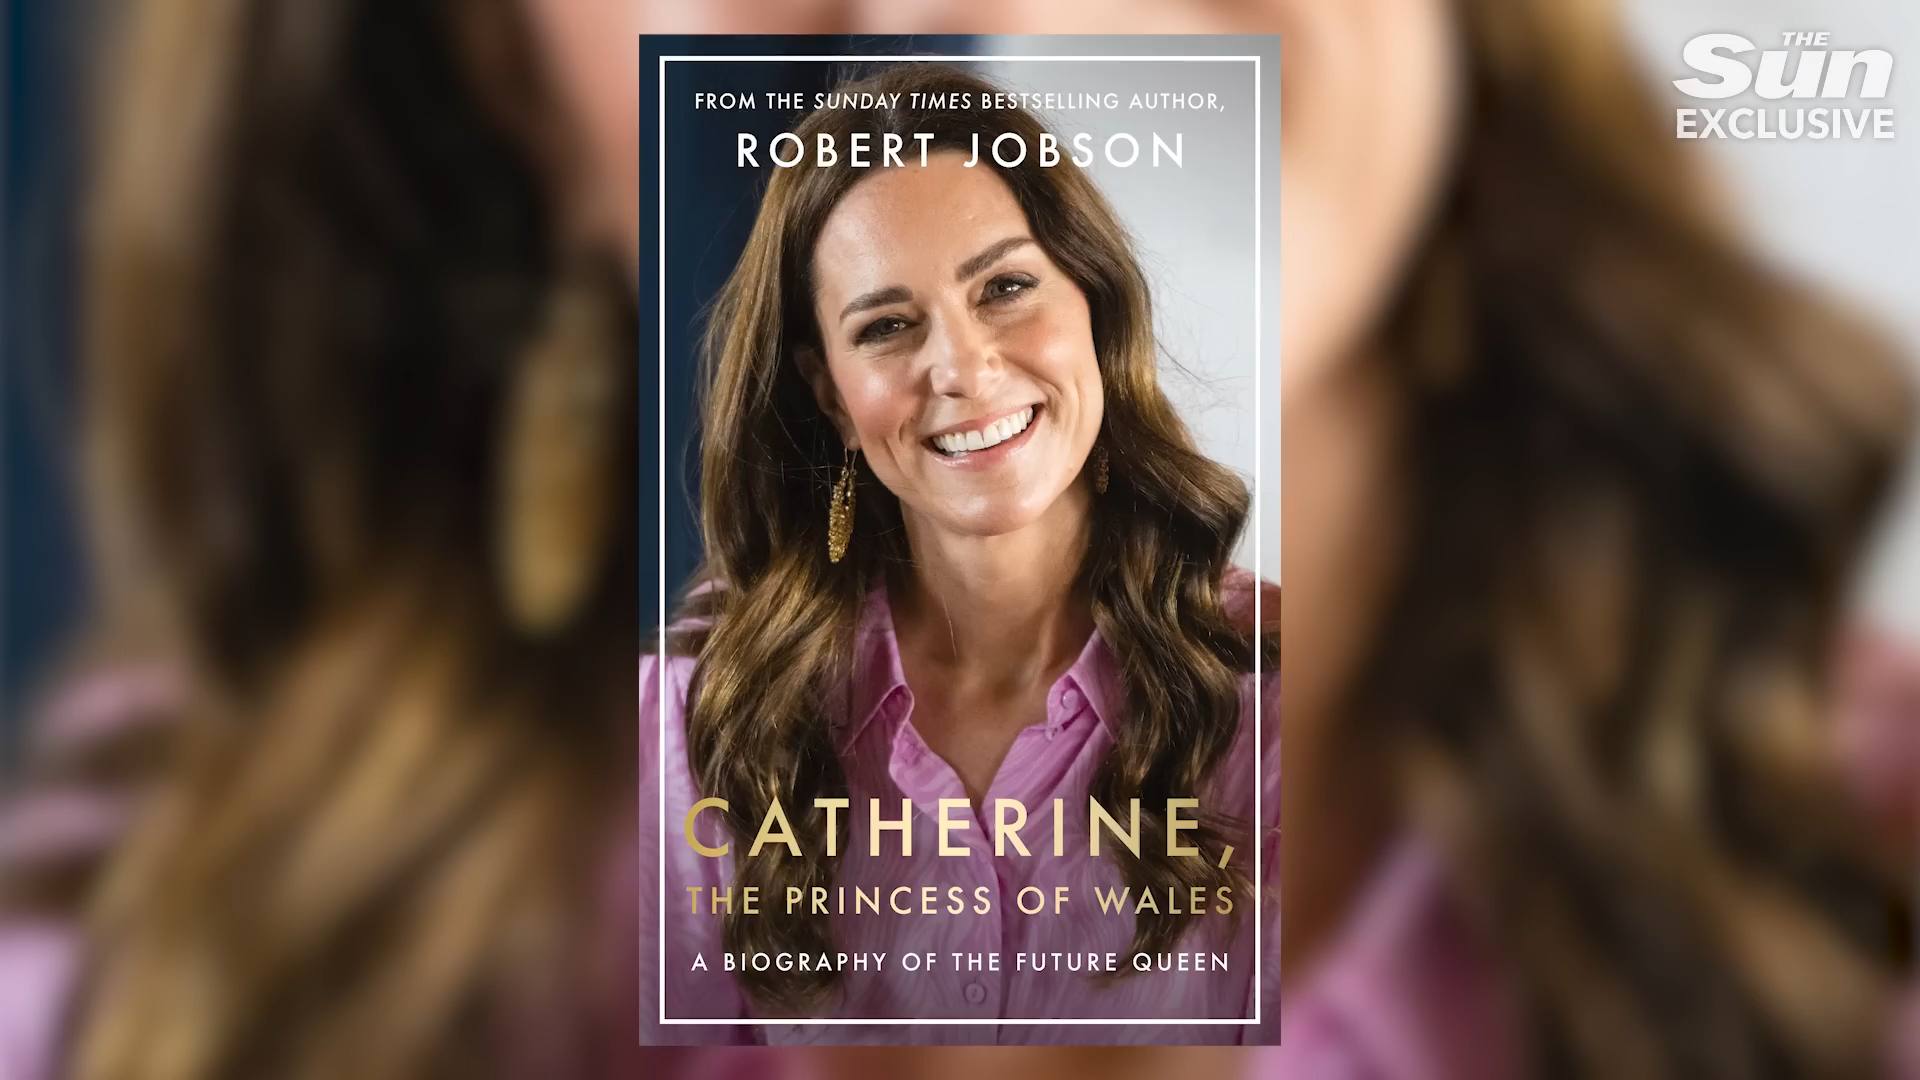 THE
Sun
EXCLUSIVE
FROM THE SUNDAY TIMES BESTSELLING AUTHOR,
ROBERT JOBSON
CATHERINE,
THE PRINCESS OF WALES
A BIOGRAPHY OF THE FUTURE QUEEN